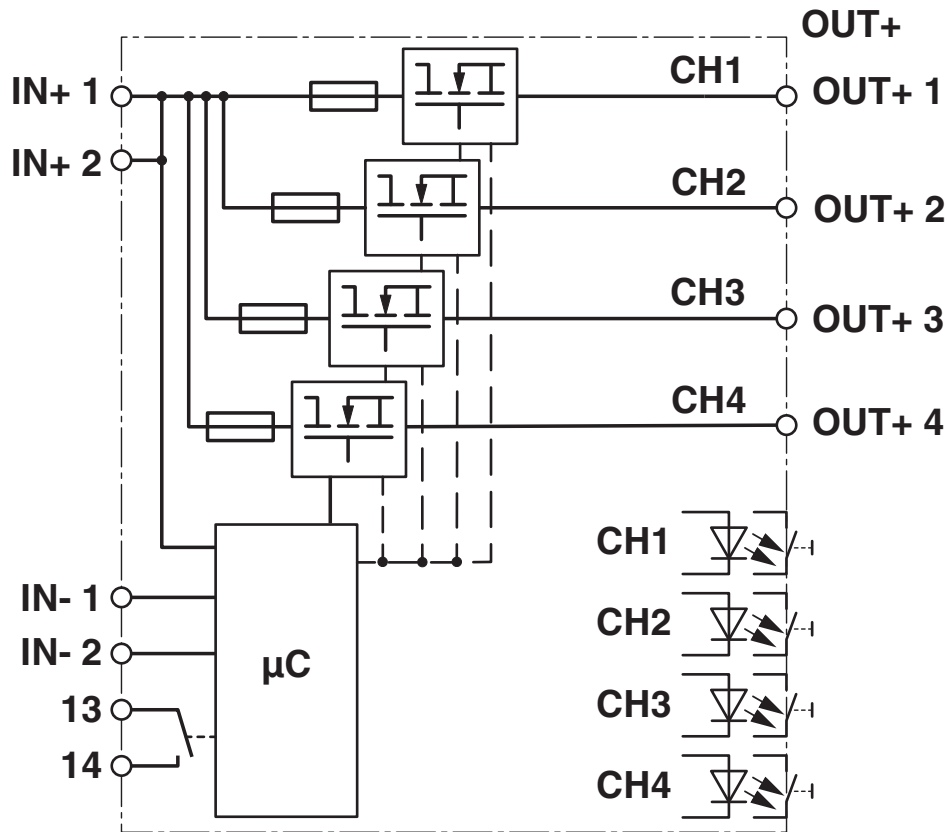 OUT+
IN+ 1
CH1
OUT+ 1
IN+ 2
CH2
OUT+ 2
CH3
OUT+ 3
CH4
OUT+ 4
CH1
IN- 1
CH2
IN- 2
µC
13
CH3
14
CH4